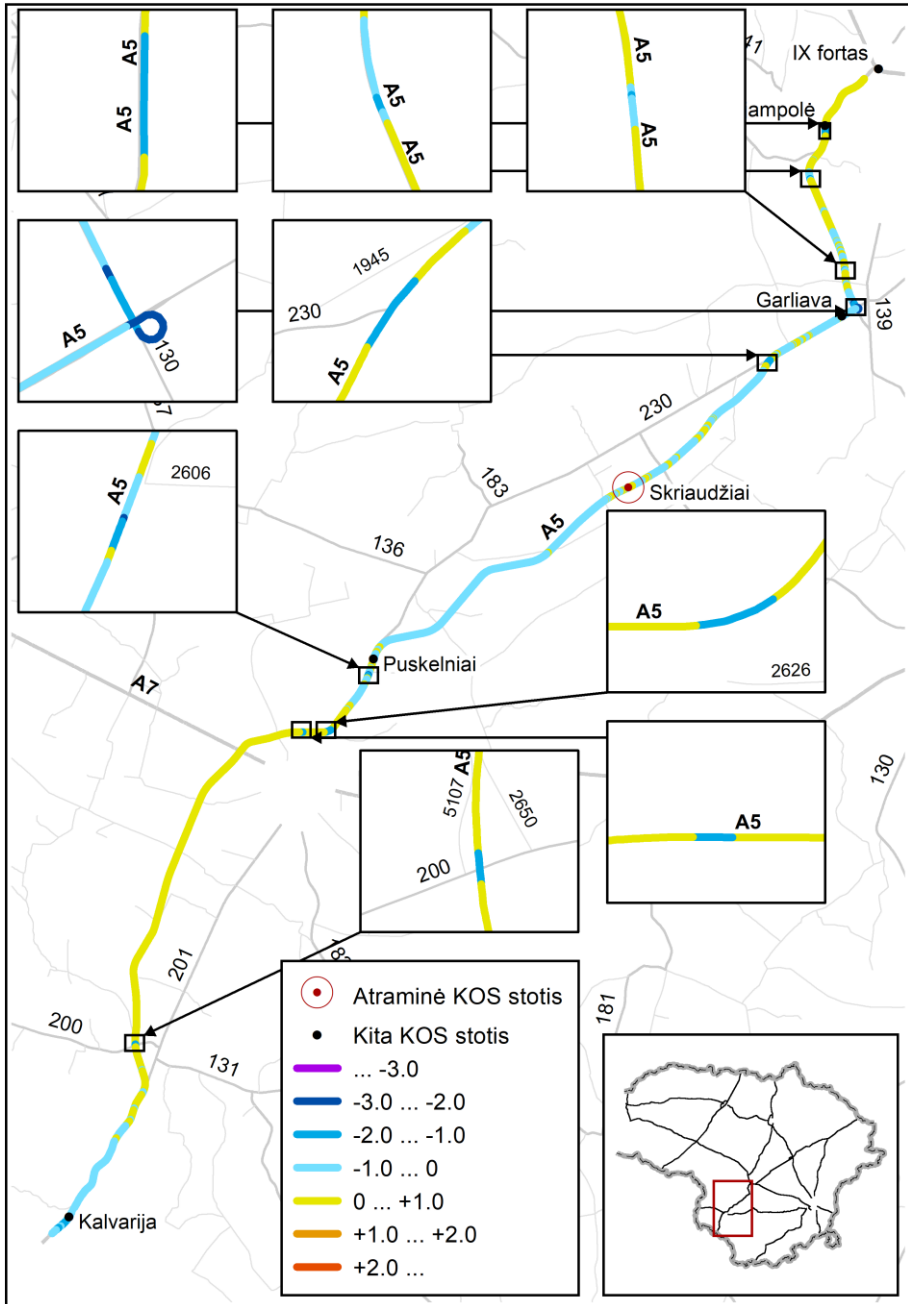 A5
A5
A5
A5
A5
A5
41
IX fortas
ampolė
A5
130
1945
230
A5
Garliava
139
67
2606
A5
230
183
Skriaudžiai
A5
136
A5
2626
Puskelniai
A7
A5
5107
2650
200
A5
130
201
200
131
181
Kalvarija
Atraminė KOS stotis
Kita KOS stotis
... -3.0
-3.0 ... -2.0
-2.0 ... -1.0
-1.0 ... 0
0 ... +1.0
+1.0 ... +2.0
+2.0 ...